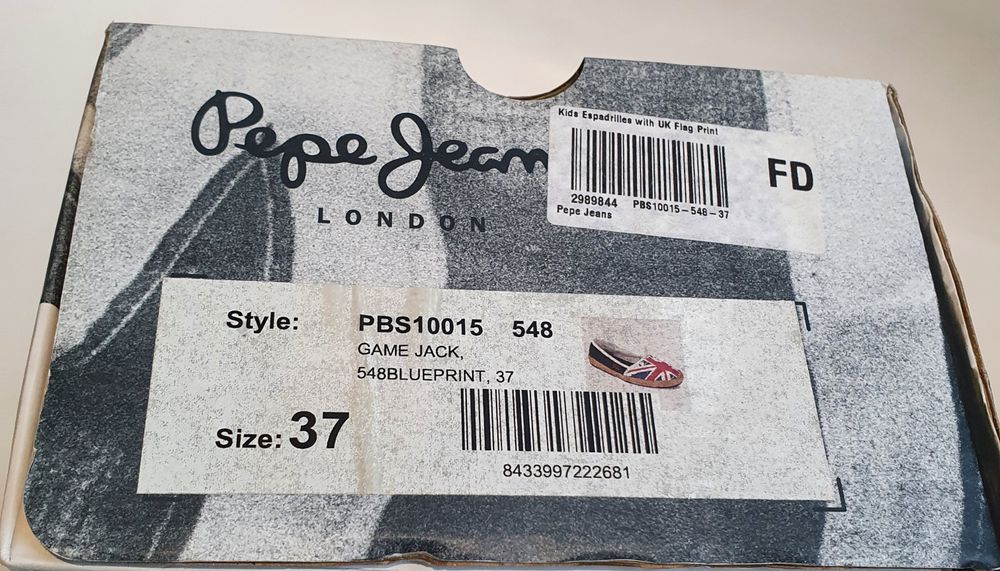 Pepe Jean
LONDON
Kids Espadrilles with UK Flag Print
FD
2989844 PBS10015-548-37
Pepe Jeans
Style: PBS10015 548
GAME JACK,
548BLUEPRINT, 37
Size: 37
8433997222681